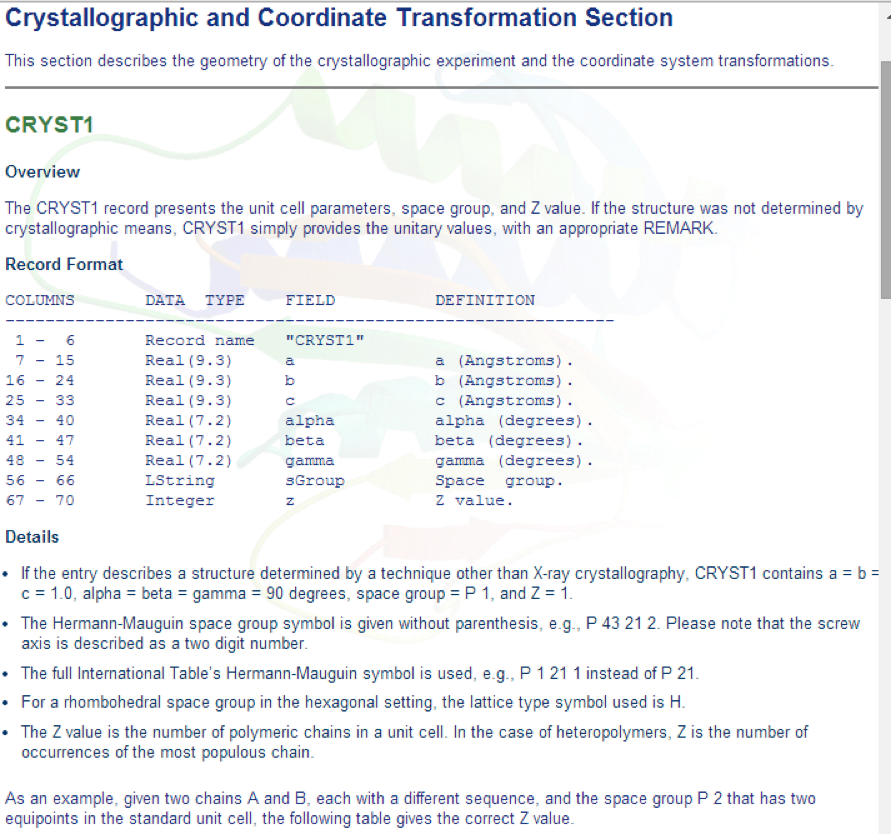 Crystallographic and Coordinate Transformation Section
This section describes the geometry of the crystallographic experiment and the coordinate system transformations.
CRYST1
Overview
The CRYST1 record presents the unit cell parameters, space group, and Z value. If the structure was not determined by
crystallographic means, CRYST1 simply provides the unitary values, with an appropriate REMARK.
Record Format
COLUMNS DATA TYPE FIELD DEFINITION
-------------------------------------------------------------
1 - 6 Record name "CRYST1"
7 - 15 Real(9.3) a a (Angstroms).
16 - 24 Real(9.3) b b (Angstroms).
25 - 33 Real(9.3) c c (Angstroms).
34 - 40 Real(7.2) alpha alpha (degrees).
41 - 47 Real(7.2) beta beta (degrees).
48 - 54 Real(7.2) gamma gamma (degrees).
56 - 66 LString sGroup Space group.
67 - 70 Integer z Z value.
Details
• If the entry describes a structure determined by a technique other than X-ray crystallography, CRYST1 contains a = b =
c = 1.0, alpha = beta = gamma = 90 degrees, space group = P 1, and Z = 1.
• The Hermann-Mauguin space group symbol is given without parenthesis, e.g., P 43 21 2. Please note that the screw
axis is described as a two digit number.
• The full International Table's Hermann-Mauguin symbol is used, e.g., P 1 21 1 instead of P 21.
• For a rhombohedral space group in the hexagonal setting, the lattice type symbol used is H.
• The Z value is the number of polymeric chains in a unit cell. In the case of heteropolymers, Z is the number of
occurrences of the most populous chain.
As an example, given two chains A and B, each with a different sequence, and the space group P 2 that has two
equipoints in the standard unit cell, the following table gives the correct Z value.